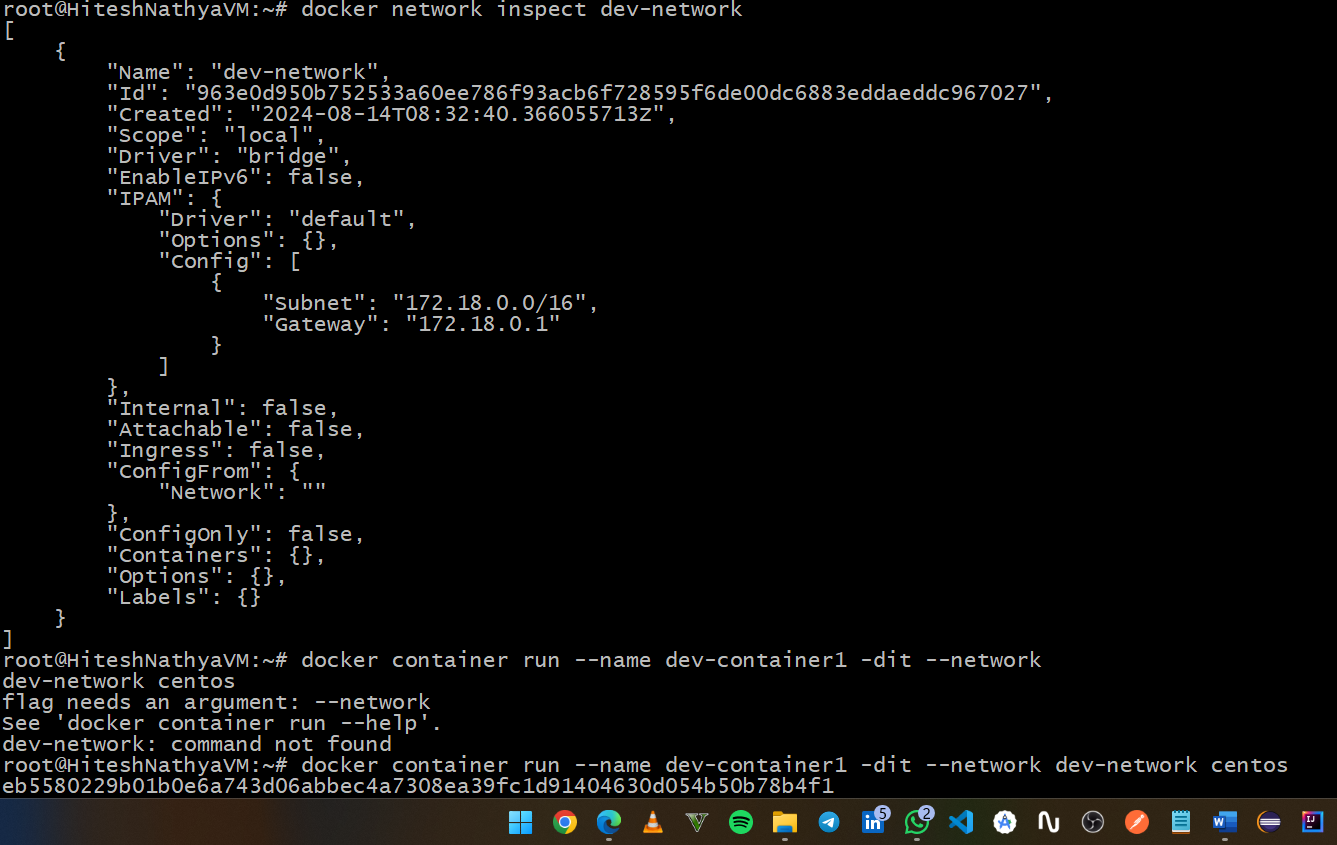 root@HiteshNathyaVM:~# docker network inspect dev-network
[
    {
        "Name": "dev-network",
        "Id": "963e0d950b752533a60ee786f93acb6f728595f6de00dc6883eddaeddc967027",
        "Created": "2024-08-14T08:32:40.366055713Z",
        "Scope": "local",
        "Driver": "bridge",
        "EnableIPv6": false,
        "IPAM": {
            "Driver": "default",
            "Options": {},
            "Config": [
                {
                    "Subnet": "172.18.0.0/16",
                    "Gateway": "172.18.0.1"
                }
            ]
        },
        "Internal": false,
        "Attachable": false,
        "Ingress": false,
        "ConfigFrom": {
            "Network": ""
        },
        "ConfigOnly": false,
        "Containers": {},
        "Options": {},
        "Labels": {}
    }
]
root@HiteshNathyaVM:~# docker container run --name dev-container1 -dit --network
dev-network centos
flag needs an argument: --network
See 'docker container run --help'.
dev-network: command not found
root@HiteshNathyaVM:~# docker container run --name dev-container1 -dit --network dev-network centos
eb5580229b01b0e6a743d06abbec4a7308ea39fc1d91404630d054b50b78b4f1
5 2